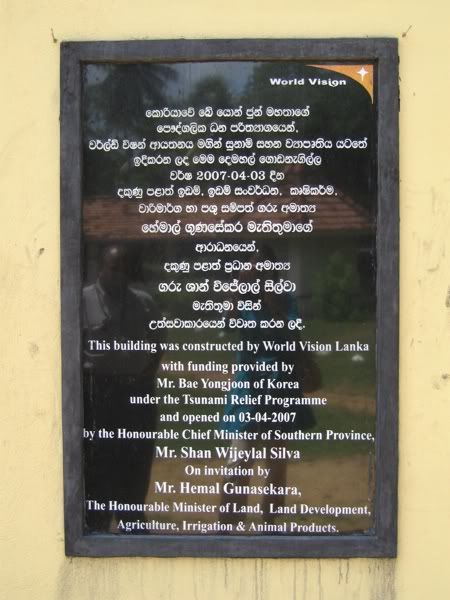 World Vision
කොරියාවේ බේ යොන් ජුන් මහතාගේ
පෞද්ගලික ධන පරිත්‍යාගයෙන්,
වර්ල්ඩ් විෂන් ආයතනය මගින් සුනාමි සහන ව්‍යාපෘතිය යටතේ
ඉදිකරන ලද මෙම දෙමහල් ගොඩනැගිල්ල
වර්ෂ 2007-04-03 දින
දකුණු පළාත් ඉඩම්, ඉඩම් සංවර්ධන, කෘෂිකර්ම,
වාරිමාර්ග හා පශු සම්පත් ගරු අමාත්‍ය
හේමාල් ගුණසේකර මැතිතුමාගේ
ආරාධනයෙන්,
දකුණු පළාත් ප්‍රධාන අමාත්‍ය
ගරු ශාන් විජේලාල් සිල්වා
මැතිතුමා විසින්
උත්සවාකාරයෙන් විවෘත කරන ලදී.
This building was constructed by World Vision Lanka
with funding provided by
Mr. Bae Yongjoon of Korea
under the Tsunami Relief Programme
and opened on 03-04-2007
by the Honourable Chief Minister of Southern Province,
Mr. Shan Wijeylal Silva
On invitation by
Mr. Hemal Gunasekara,
The Honourable Minister of Land, Land Development,
Agriculture, Irrigation & Animal Products.